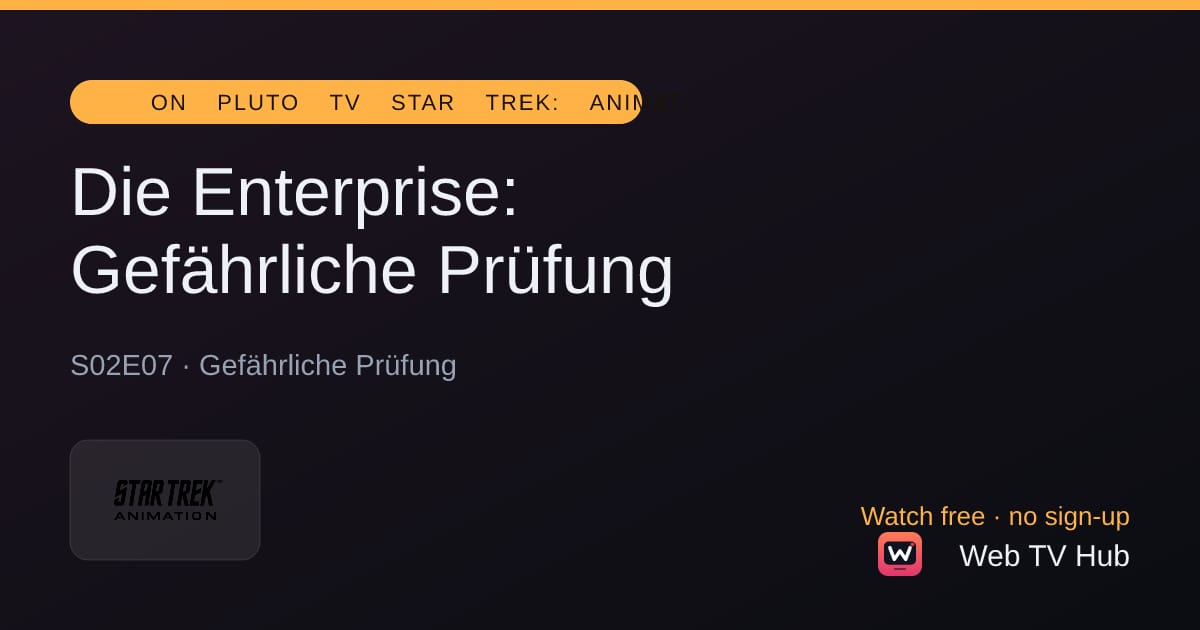 ON PLUTO TV STAR TREK:
Die Enterprise:
Gefährliche Prüfung
S02E07 · Gefährliche Prüfung
STAR TREK™
ANIMATION
Watch free · no sign-up
W
Web TV Hub